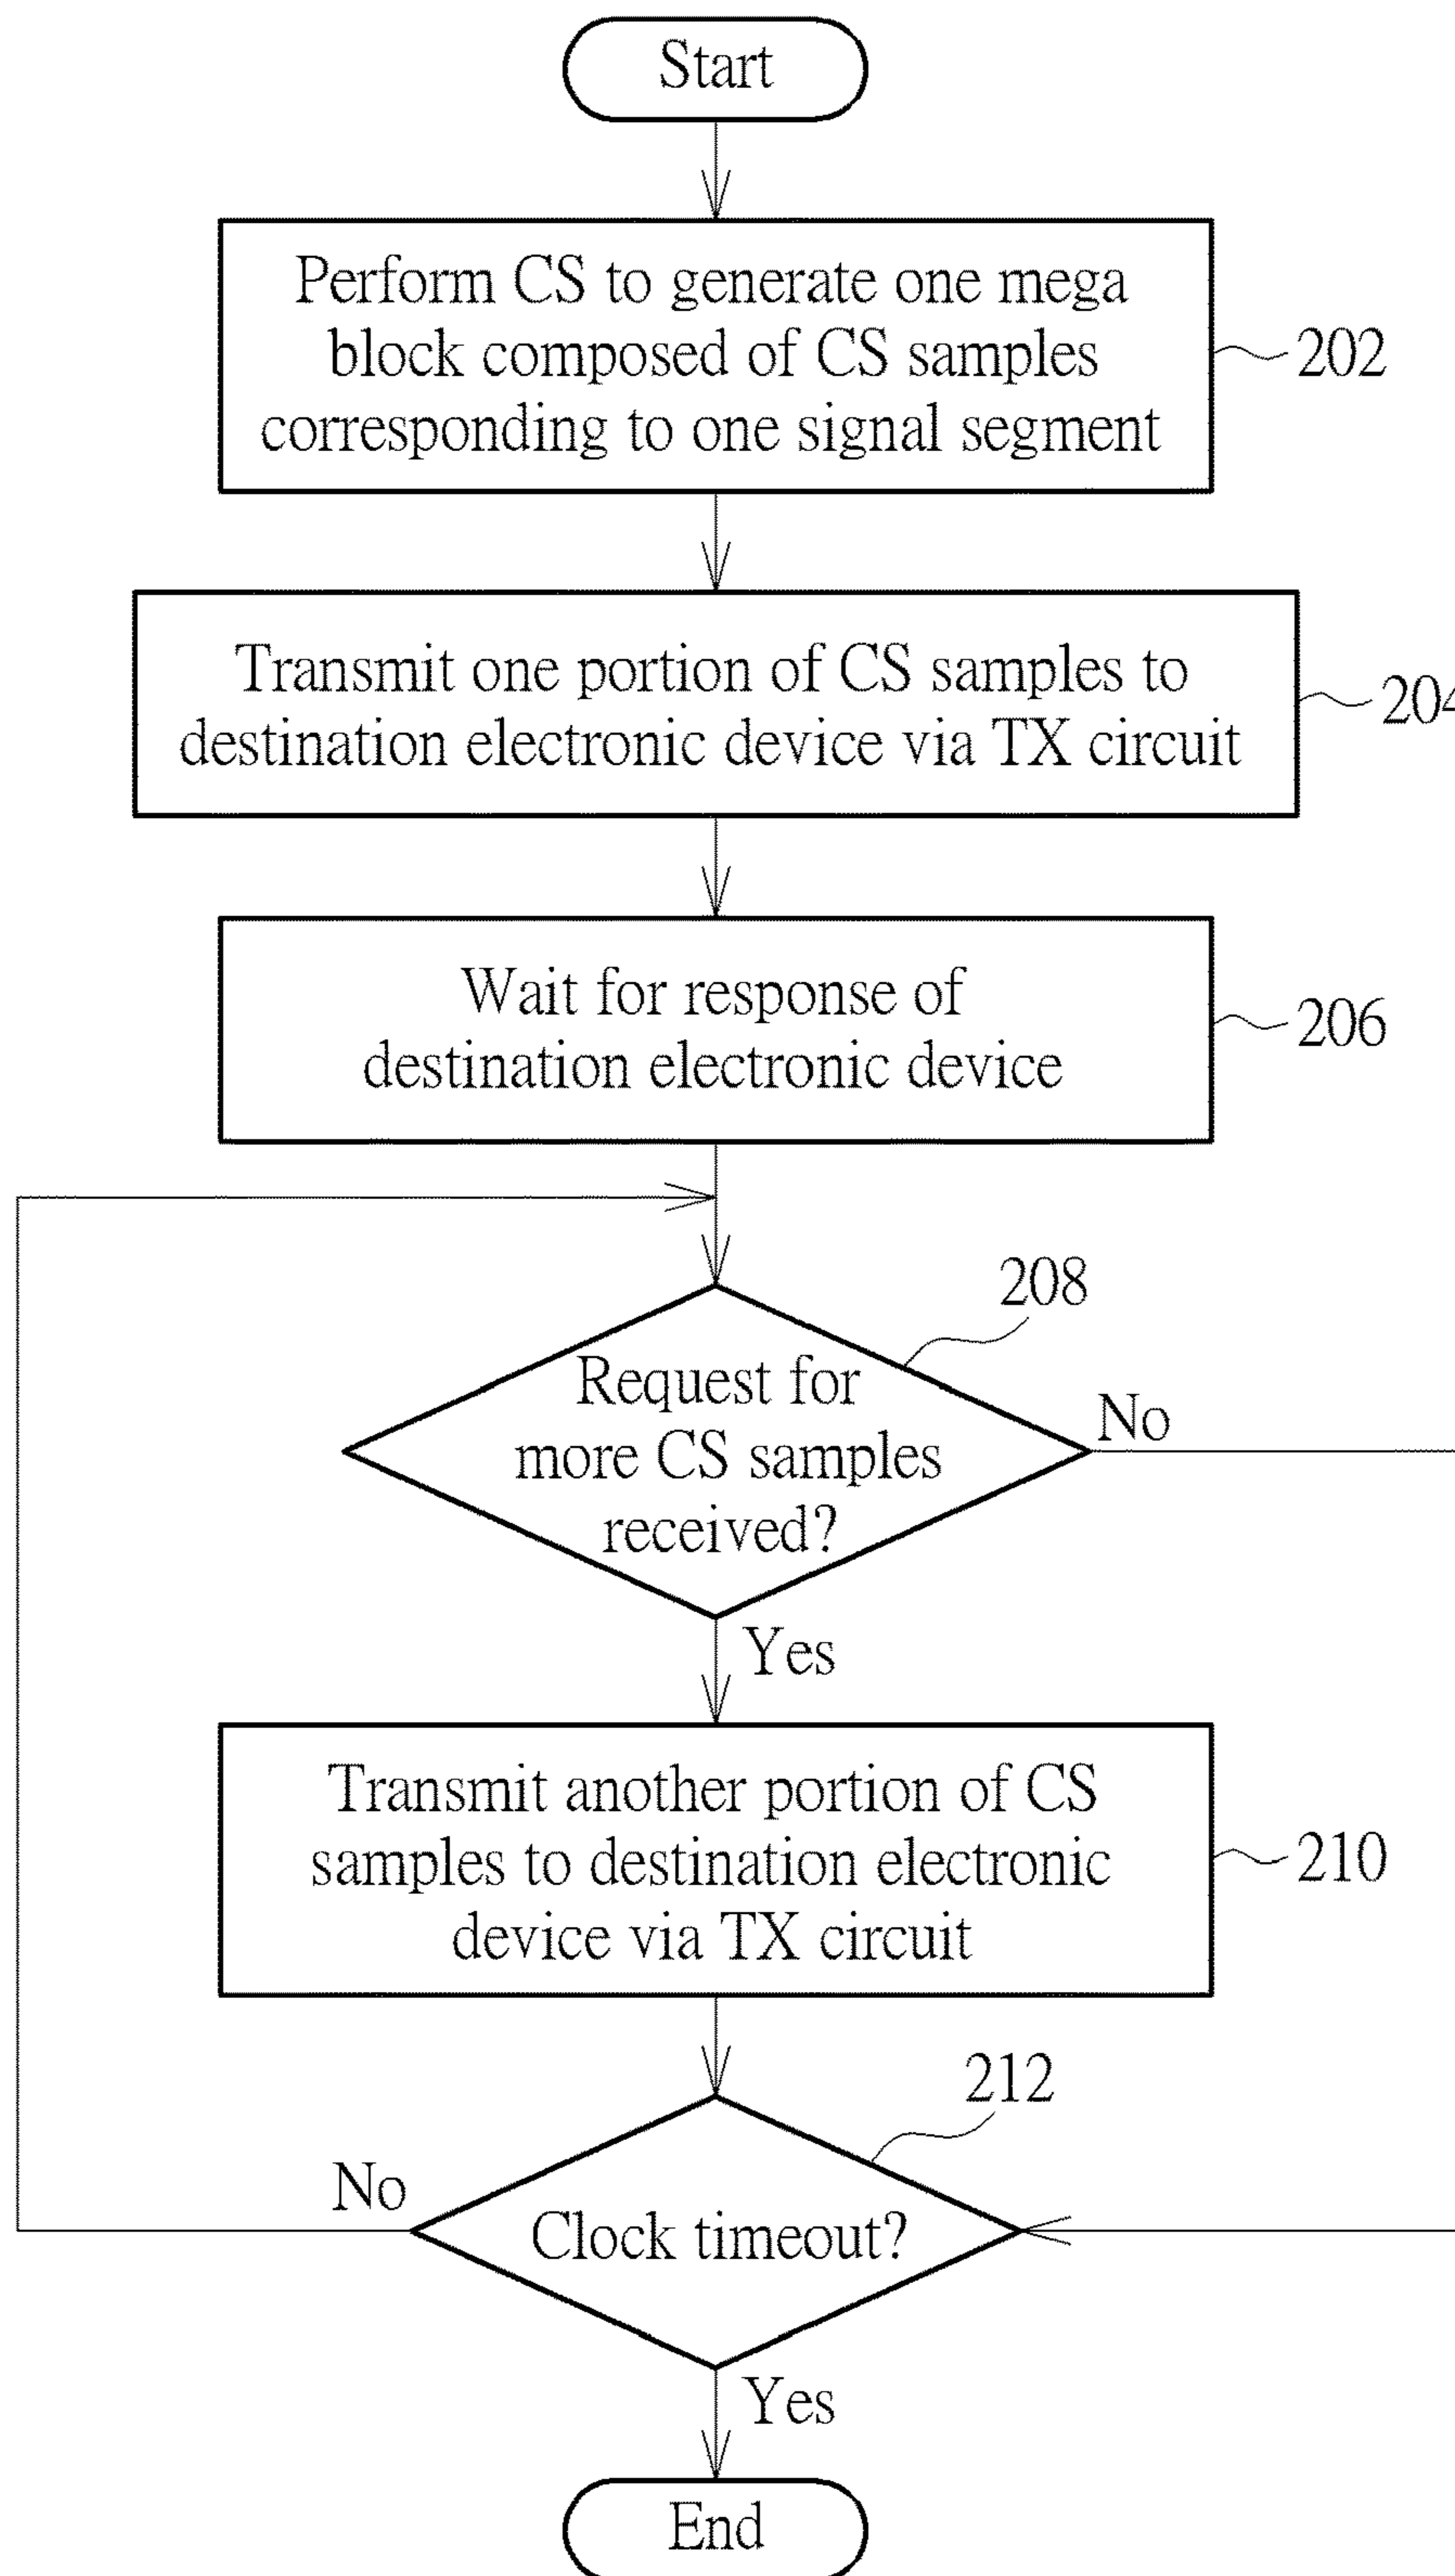 Start
Perform CS to generate one mega
block composed of CS samples
corresponding to one signal segment
202
Transmit one portion of CS samples to
destination electronic device via TX circuit
204
Wait for response of
destination electronic device
206
208
Request for
more CS samples
received?
No
Yes
Transmit another portion of CS
samples to destination electronic
device via TX circuit
210
212
No
Clock timeout?
Yes
End